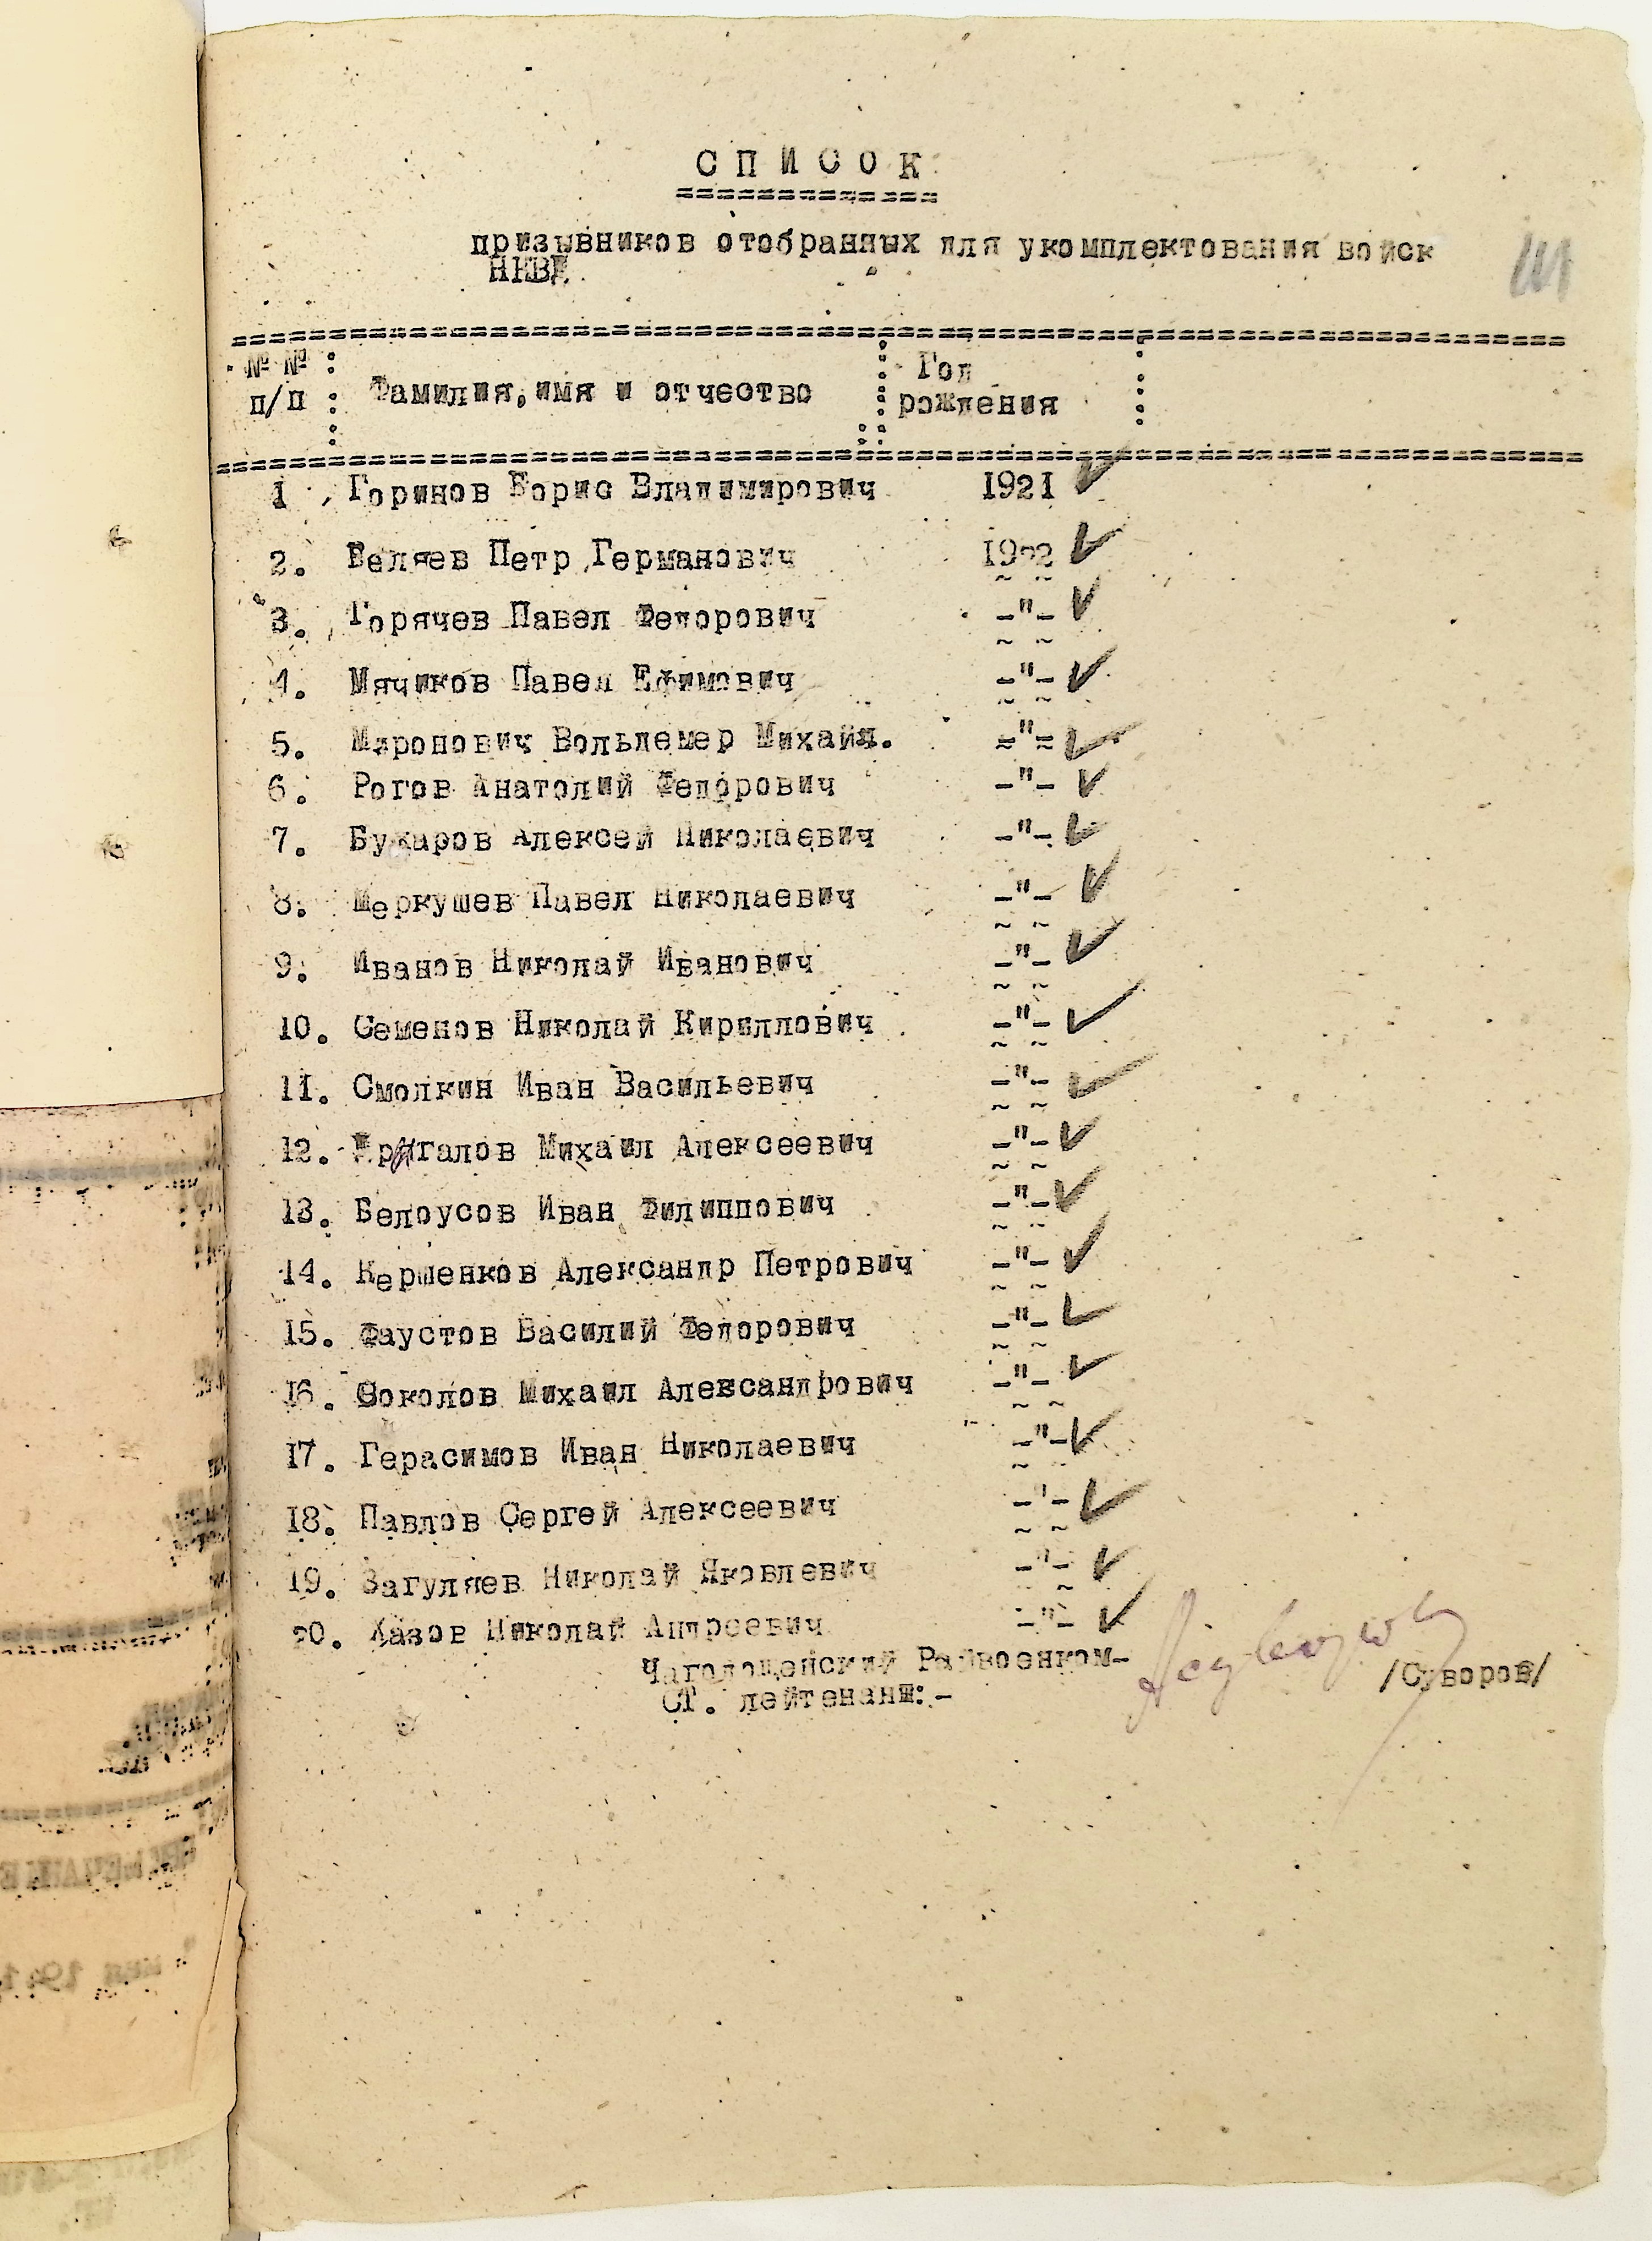 СПИСОК
призывников отобранных для укомплектования войск
НКВД.
№ №
п/п
Фамилия, имя и отчество
Год
рождения
1 Горинов Борис Владимирович 1921
2. Беляев Петр Германович 1922
3. Горячев Павел Федорович -"-
4. Мячиков Павел Ефимович -"-
5. Миронович Вольдемер Михайл. -"-
6. Рогов Анатолий Федорович -"-
7. Бухаров Алексей Николаевич -"-
8. Меркушев Павел Николаевич -"-
9. Иванов Николай Иванович -"-
10. Семенов Николай Кириллович -"-
11. Смолкин Иван Васильевич -"-
12. Михаил Алексеевич -"-
13. Белоусов Иван Филиппович -"-
14. Кершенков Александр Петрович -"-
15. Фаустов Василий Федорович -"-
16. Соколов Михаил Александрович -"-
17. Герасимов Иван Николаевич -"-
18. Павлов Сергей Алексеевич -"-
19. Загуляев Николай Яковлевич -"-
20. Николай Андреевич -"-
Чагодощенский Райвоенком-
Ст. лейтенант:- /Суворов/